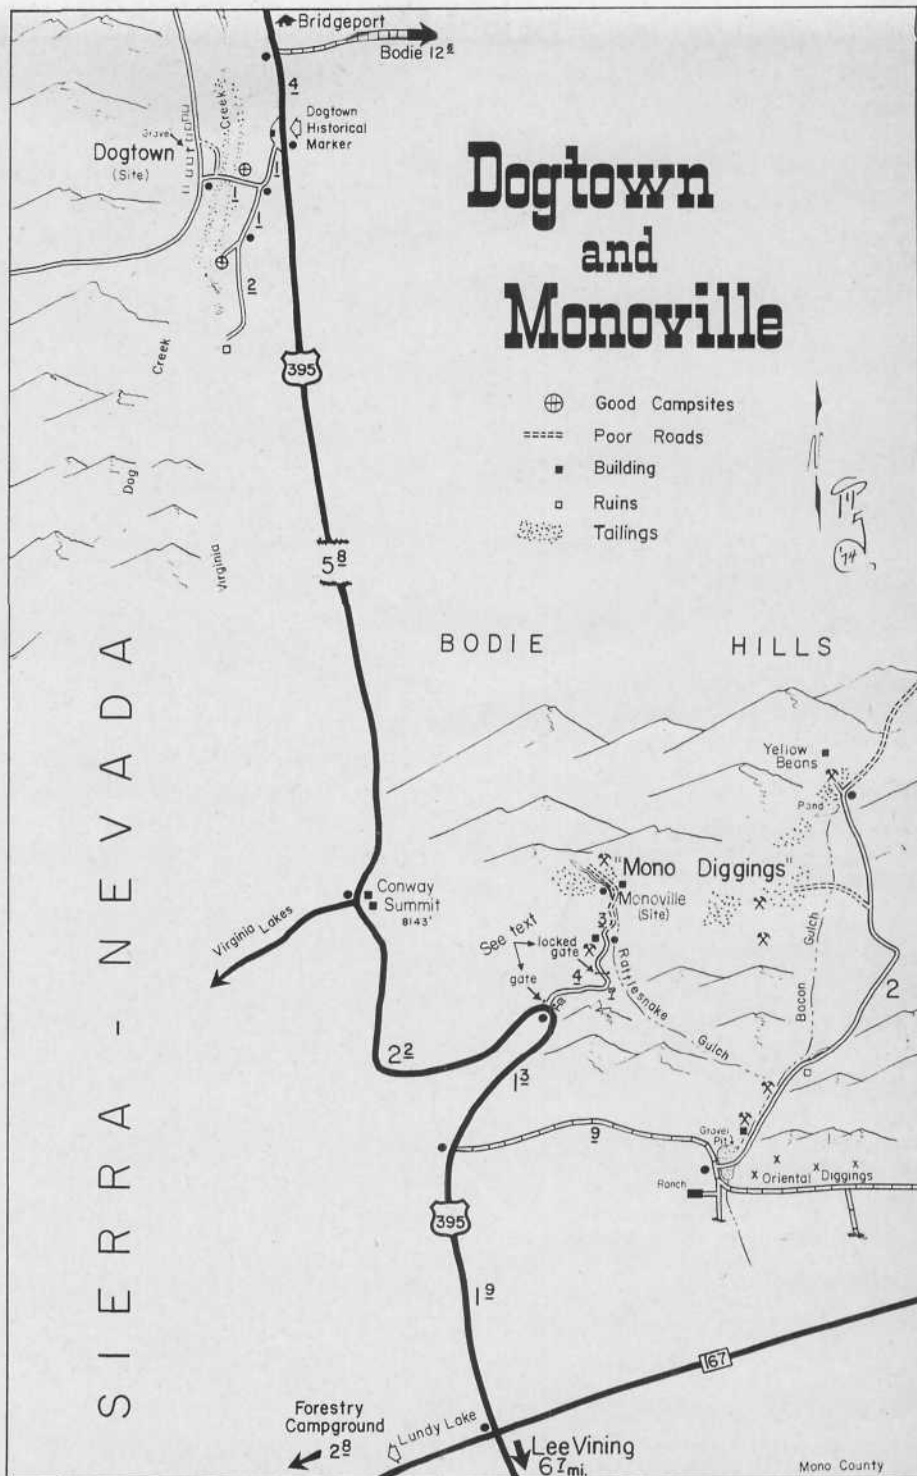 Bridgeport
Bodie 12 8
4
Dogtown
Historical
Marker
Creek
Gravel
Dogtown
(Site)
1
1
1
2
Dogtown
and
Monoville
Creek
395
Good Campsites
Poor Roads
Building
Ruins
Tailings
N
'74
Dog
Virginia
5 8
BODIE HILLS
SIERRA - NEVADA
Yellow
Beans
Pond
"Mono Diggings"
Monoville
(Site)
Conway
Summit
8143'
Virginia Lakes
See text
locked
gate
gate
3
4
Rattlesnake
Gulch
Bacon
Gulch
2
2 2
1 3
9
Gravel
Pit
Oriental Diggings
Ranch
395
1 9
167
Forestry
Campground
2 8
Lundy Lake
Lee Vining
6 7 mi.
Mono County